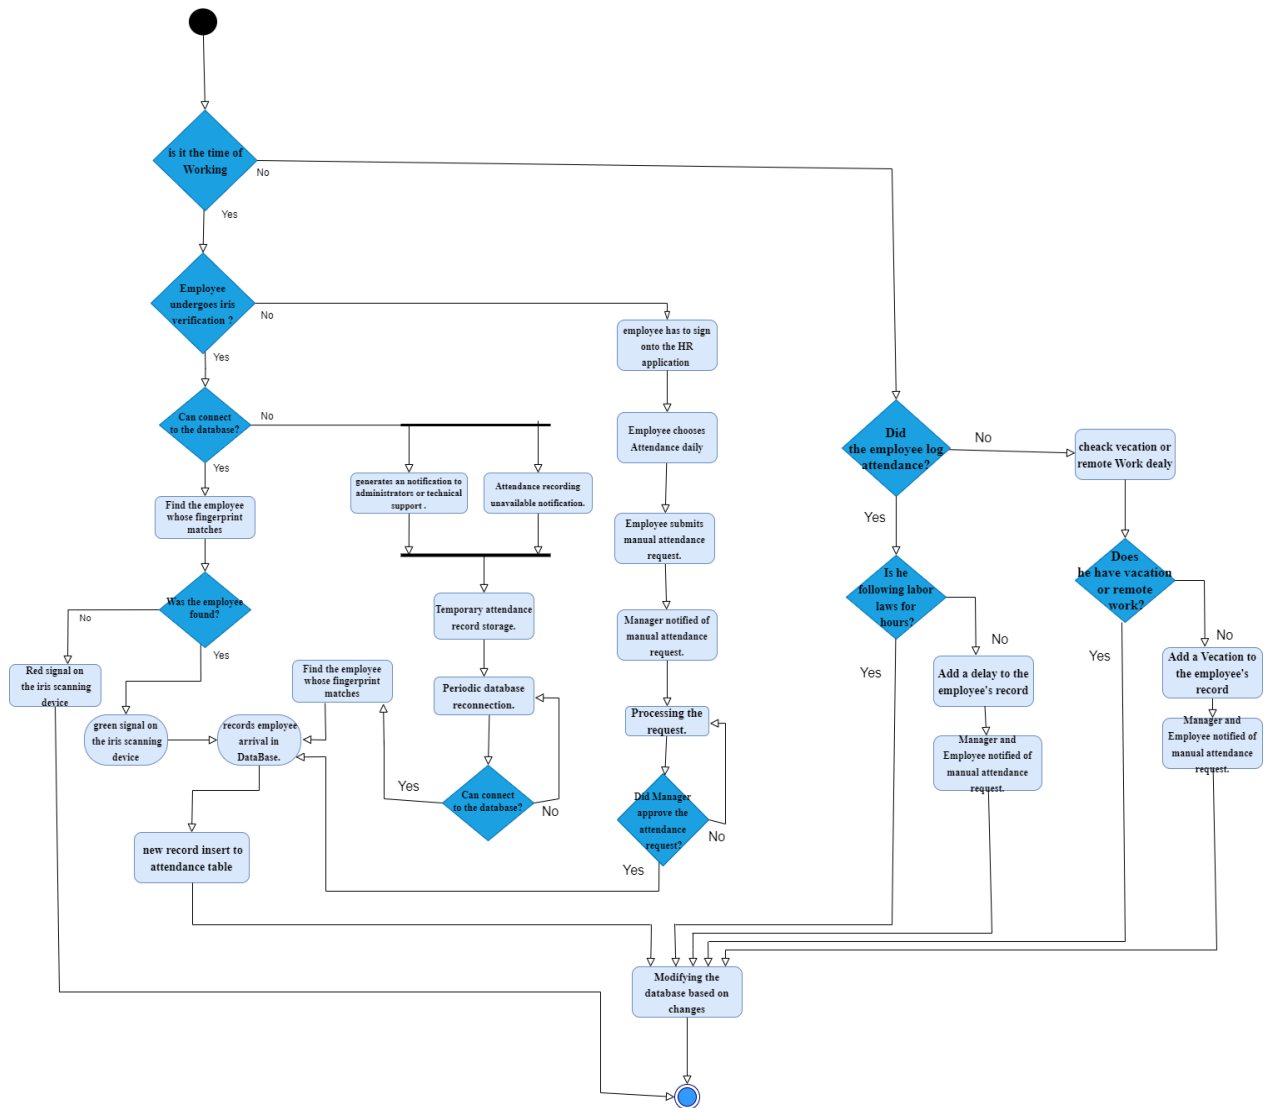 is it the time of
Working
No
Yes
Employee
undergoes iris
verification ?
No
Yes
employee has to sign
onto the HR
application
Can connect
to the database?
No
Yes
Employee chooses
Attendance daily
Did
the employee log
attendance?
No
Yes
cheack vecation or
remote Work dealy
generates an notification to
administrators or technical
support .
Attendance recording
unavailable notification.
Find the employee
whose fingerprint
matches
Employee submits
manual attendance
request.
Is he
following labor
laws for
hours?
No
Yes
Does
he have vacation
or remote
work?
No
Yes
Was the employee
found?
No
Yes
Temporary attendance
record storage.
Manager notified of
manual attendance
request.
Red signal on
the iris scanning
device
Find the employee
whose fingerprint
matches
Periodic database
reconnection.
Add a delay to the
employee's record
Add a Vecation to
the employee's
record
green signal on
the iris scanning
device
records employee
arrival in
DataBase.
Processing the
request.
Manager and
Employee notified of
manual attendance
request.
Manager and
Employee notified of
manual attendance
request.
Can connect
to the database?
Yes
No
Did Manager
approve the
attendance
request?
No
Yes
new record insert to
attendance table
Modifying the
database based on
changes